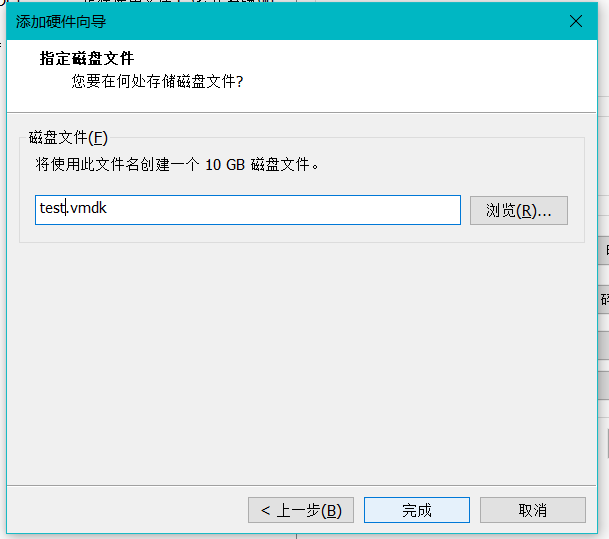 添加硬件向导
指定磁盘文件
您要在何处存储磁盘文件?
磁盘文件(F)
将使用此文件名创建一个 10 GB 磁盘文件。
test.vmdk
浏览(R)...
< 上一步(B)
完成
取消